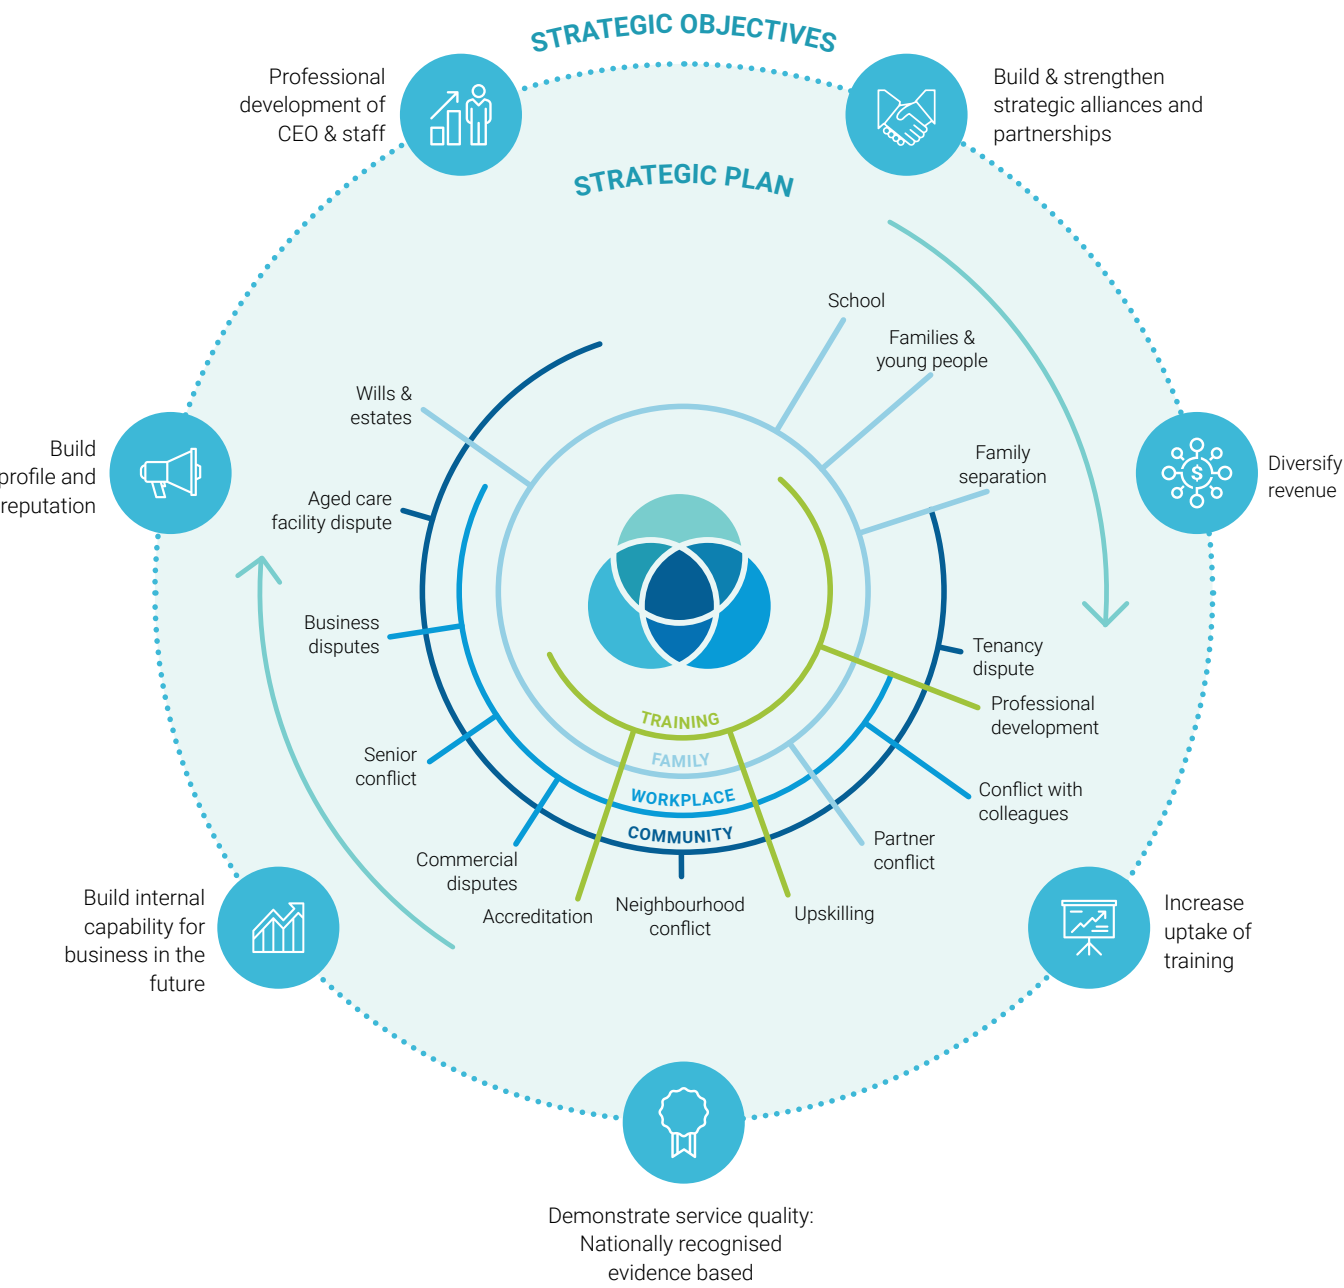 STRATEGIC OBJECTIVES
Professional
development of
CEO & staff
Build & strengthen
strategic alliances and
partnerships
STRATEGIC PLAN
School
Families &
young people
Wills &
estates
Family
separation
Build
profile and
reputation
Diversify
revenue
Aged care
facility dispute
Business
disputes
Tenancy
dispute
Professional
development
TRAINING
FAMILY
WORKPLACE
COMMUNITY
Senior
conflict
Conflict with
colleagues
Commercial
disputes
Partner
conflict
Accreditation
Neighbourhood
conflict
Upskilling
Build internal
capability for
business in the
future
Increase
uptake of
training
$
Demonstrate service quality:
Nationally recognised
evidence based